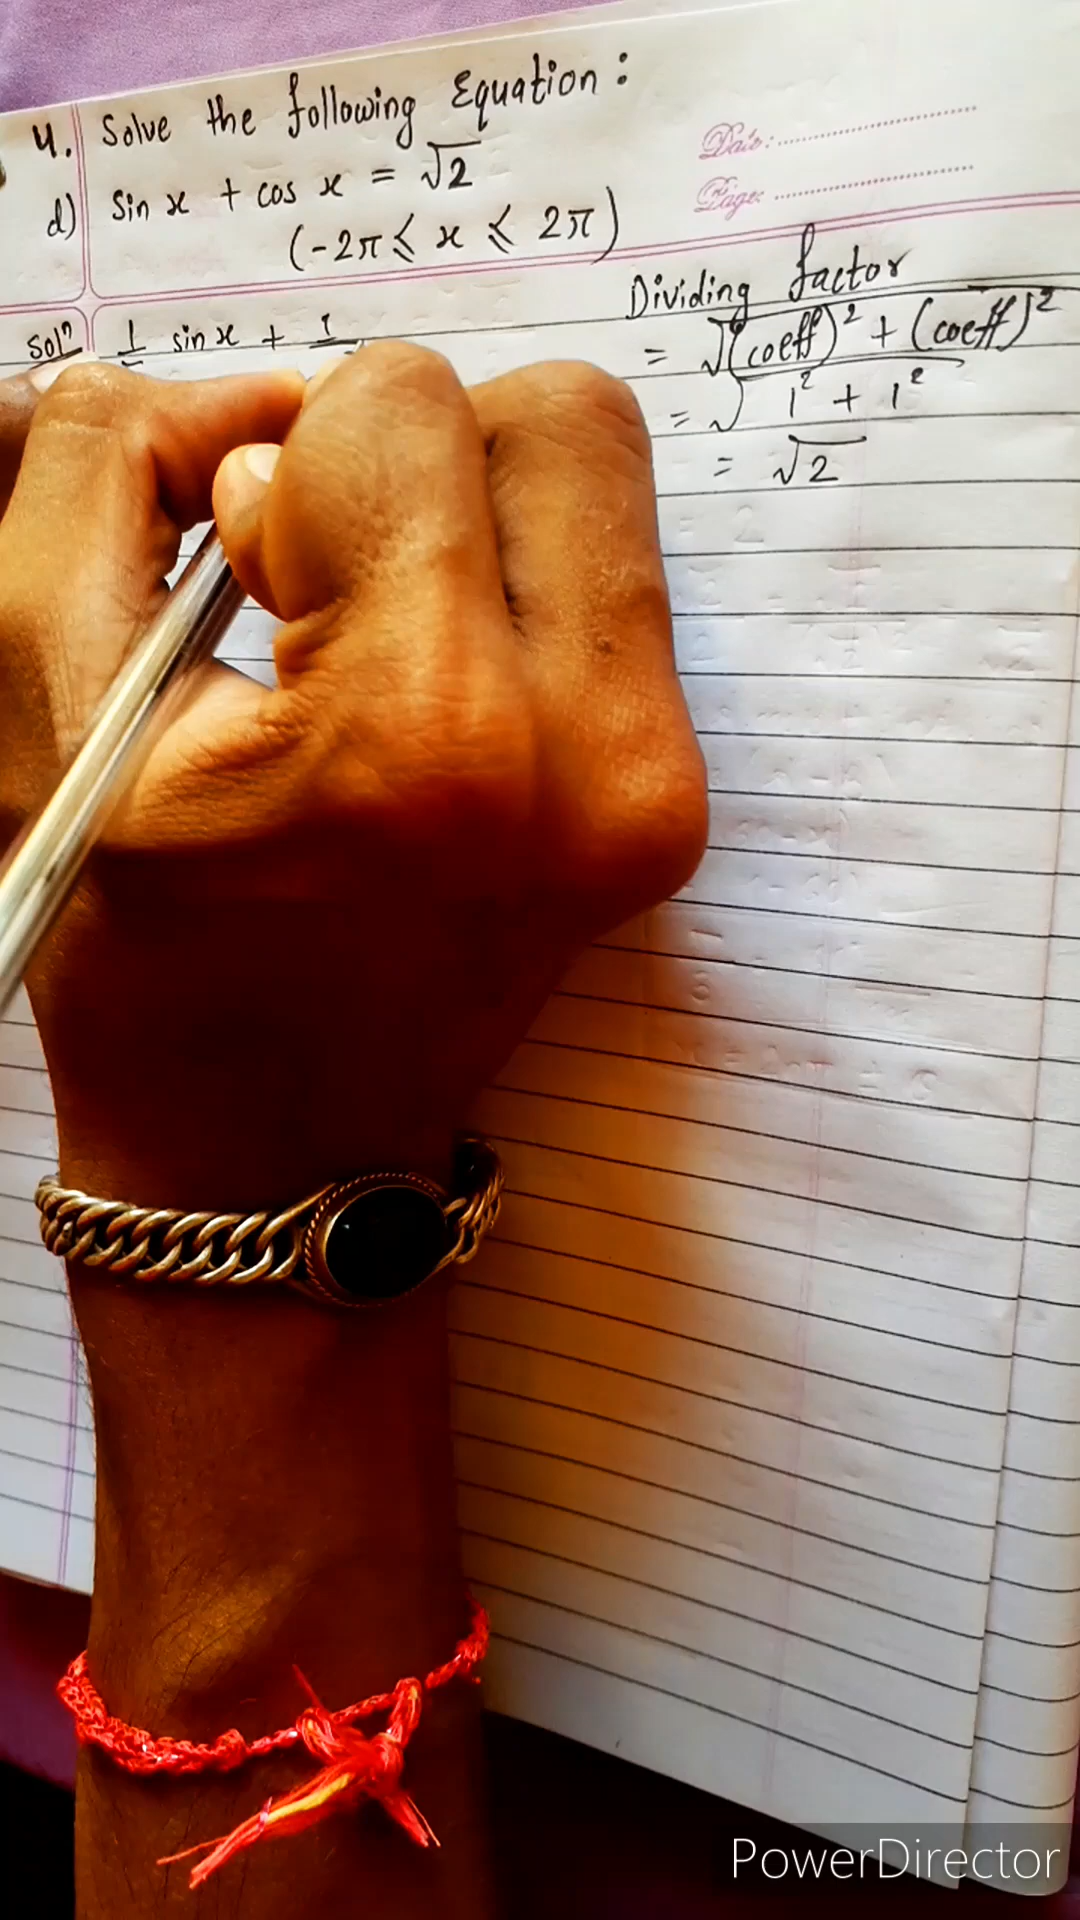 4. Solve the following Equation :
d) Sin x + cos x = √2
(-2π ⩽ x ⩽ 2π)
Date:
Page:
Solⁿ 1 sin x + 1
Dividing factor
= √(coeff)² + (coeff)²
= √1² + 1²
= √2
PowerDirector